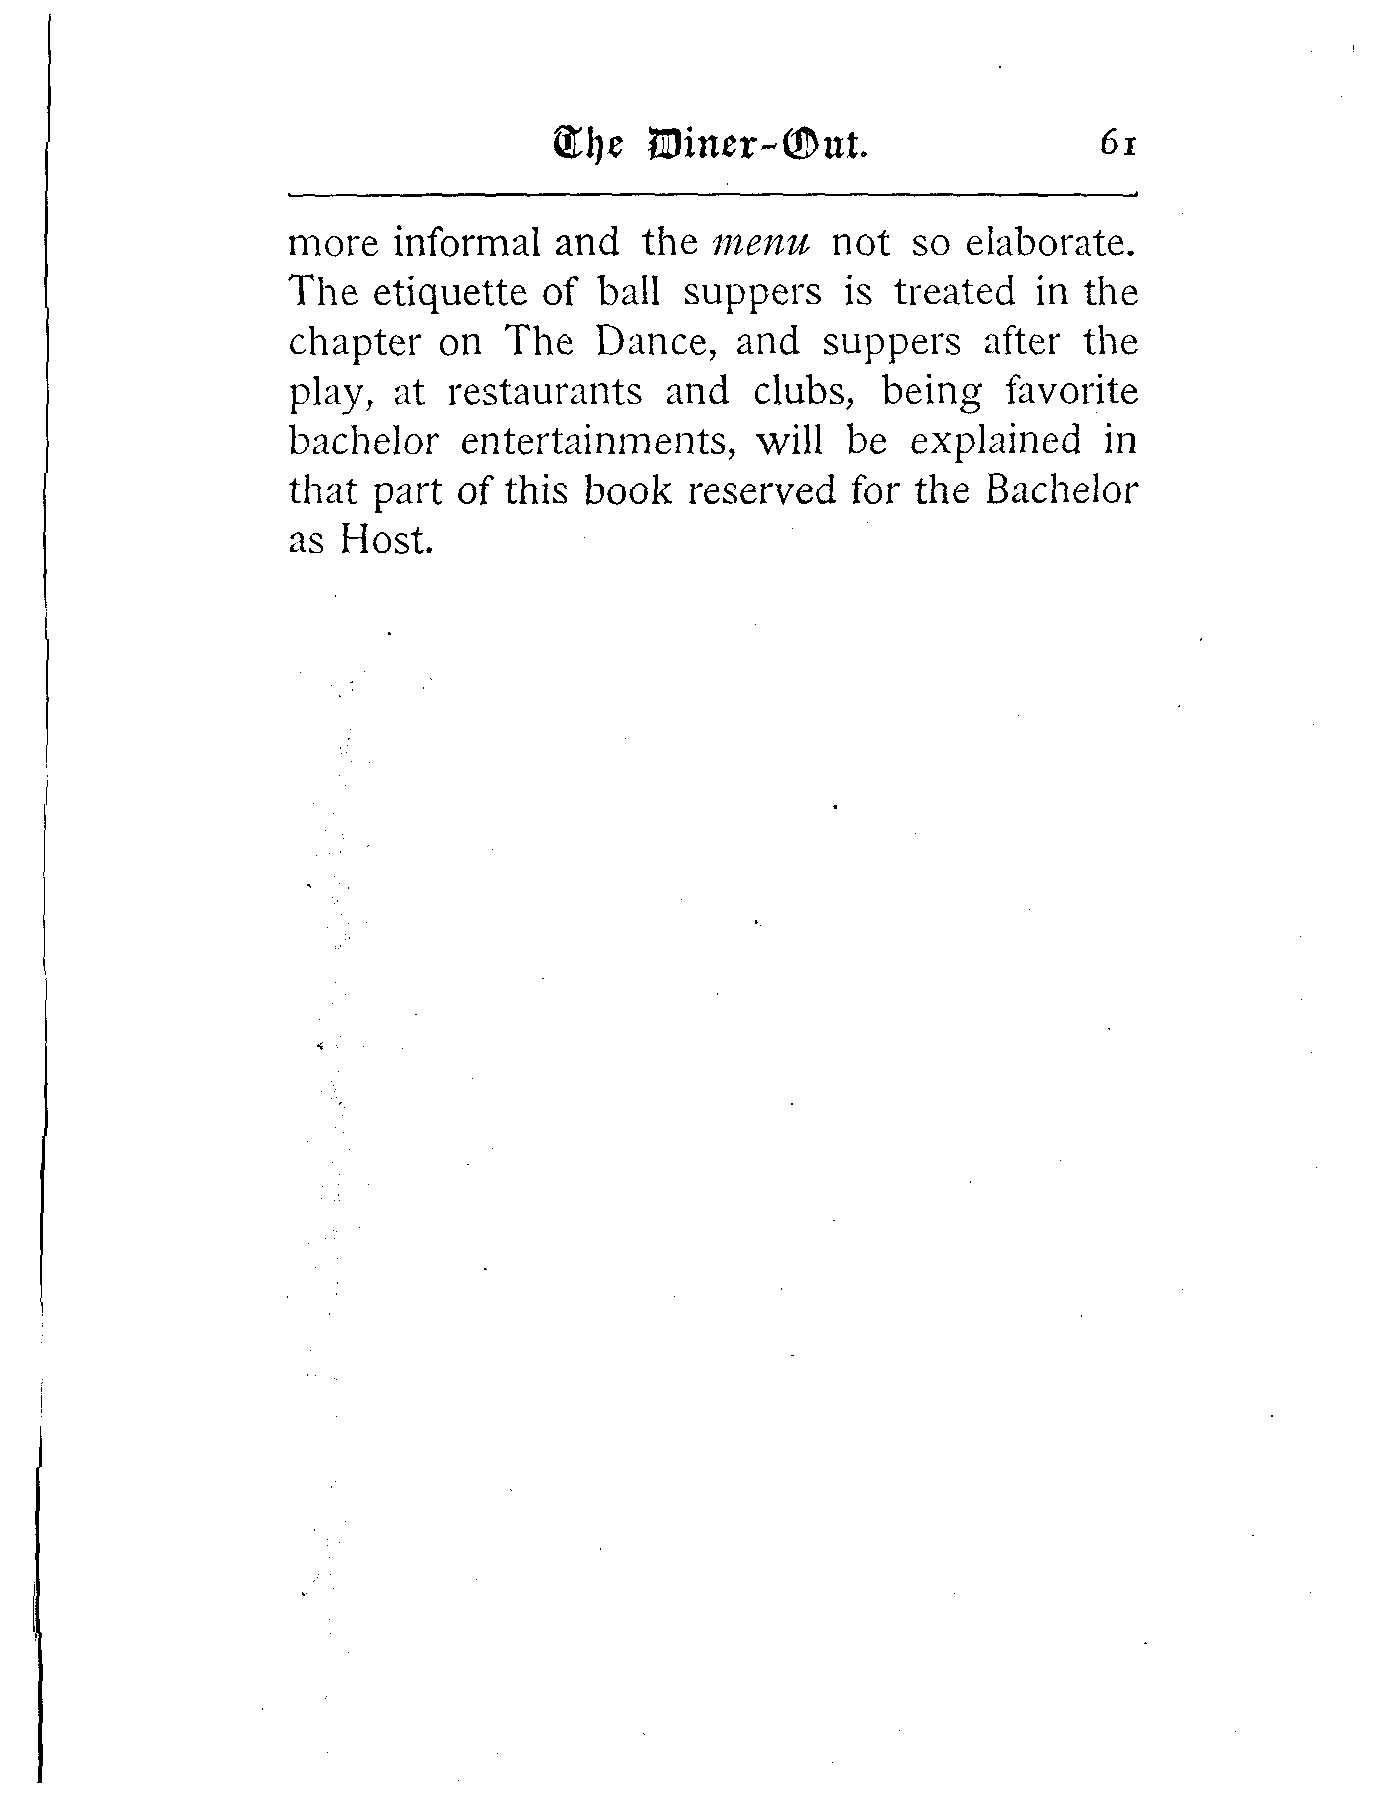 The Diner-Out. 61
more informal and the menu not so elaborate.
The etiquette of ball suppers is treated in the
chapter on The Dance, and suppers after the
play, at restaurants and clubs, being favorite
bachelor entertainments, will be explained in
that part of this book reserved for the Bachelor
as Host.